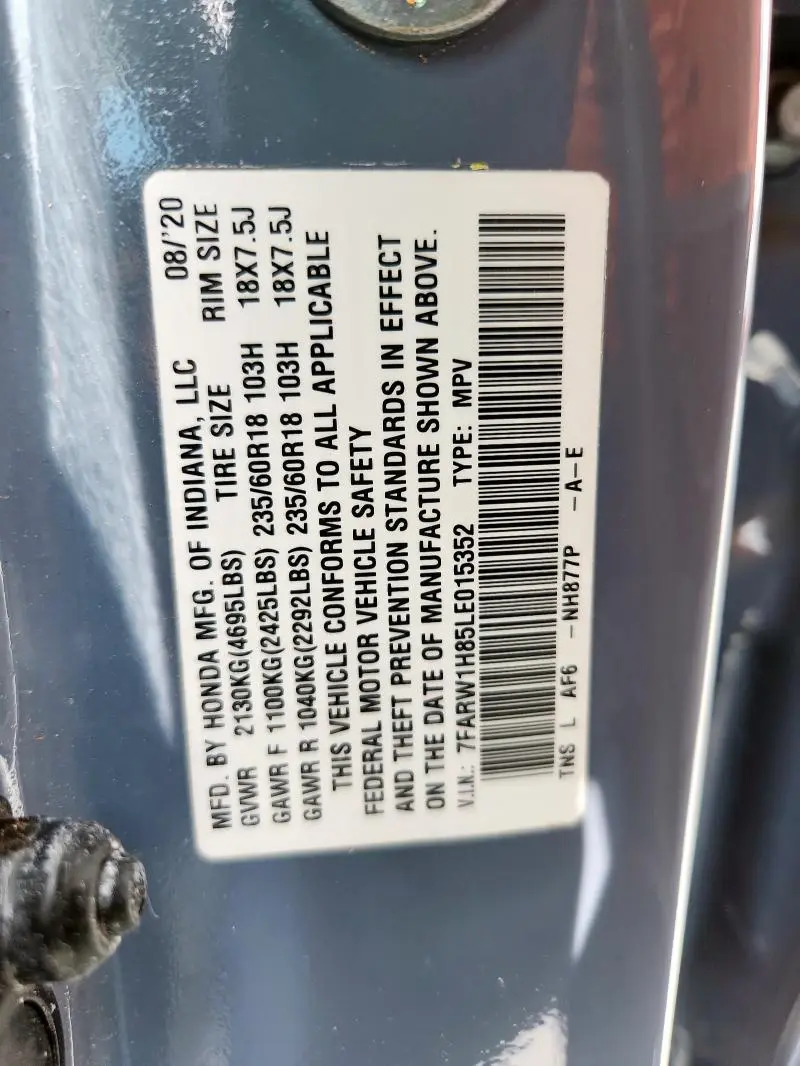 MFD. BY HONDA MFG. OF INDIANA, LLC 08/'20
GVWR 2130KG(4695LBS) TIRE SIZE RIM SIZE
GAWR F 1100KG(2425LBS) 235/60R18 103H 18X7.5J
GAWR R 1040KG(2292LBS) 235/60R18 103H 18X7.5J
THIS VEHICLE CONFORMS TO ALL APPLICABLE
FEDERAL MOTOR VEHICLE SAFETY
AND THEFT PREVENTION STANDARDS IN EFFECT
ON THE DATE OF MANUFACTURE SHOWN ABOVE.
V.I.N.: 7FARW1H85LE015352 TYPE: MPV
TNS L AF6 -NH877P -A-E